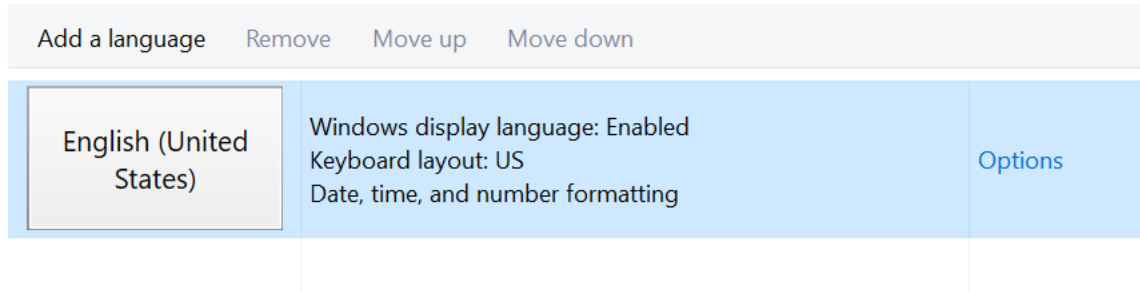 Add a language Remove Move up Move down
English (United
States)
Windows display language: Enabled
Keyboard layout: US
Date, time, and number formatting
Options